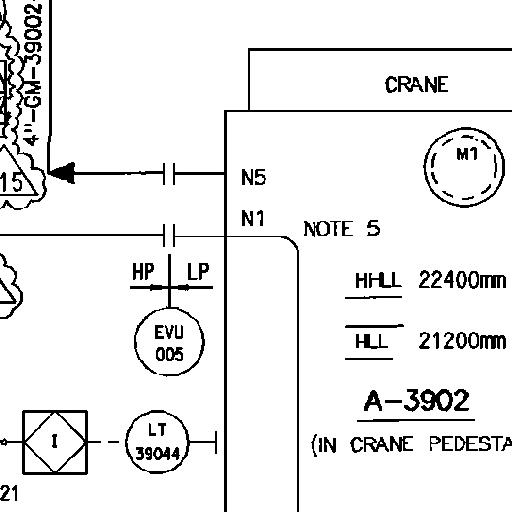 4"-GM-39002-
CRANE
M1
15
N5
N1
NOTE 5
HP LP
HHLL 22400mm
EVU
005
HLL 21200mm
A-3902
I
LT
39044
(IN CRANE PEDESTA
21